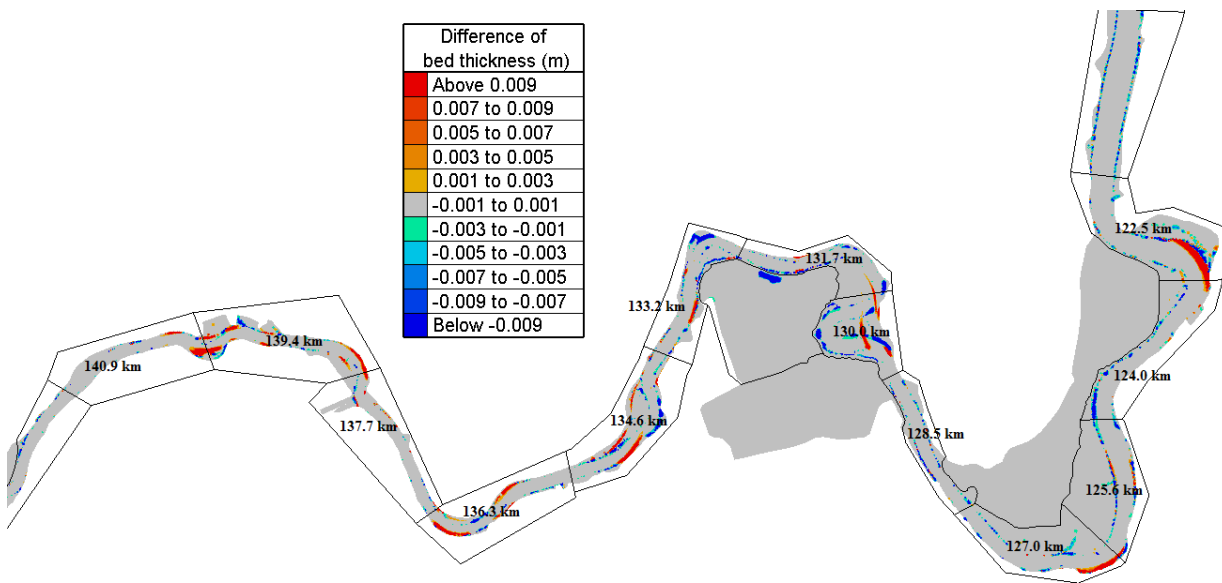 Difference of
bed thickness (m)
Above 0.009
0.007 to 0.009
0.005 to 0.007
0.003 to 0.005
0.001 to 0.003
-0.001 to 0.001
-0.003 to -0.001
-0.005 to -0.003
-0.007 to -0.005
-0.009 to -0.007
Below -0.009
122.5 km
131.7 km
133.2 km
130.0 km
139.4 km
140.9 km
124.0 km
137.7 km
134.6 km
128.5 km
125.6 km
136.3 km
127.0 km